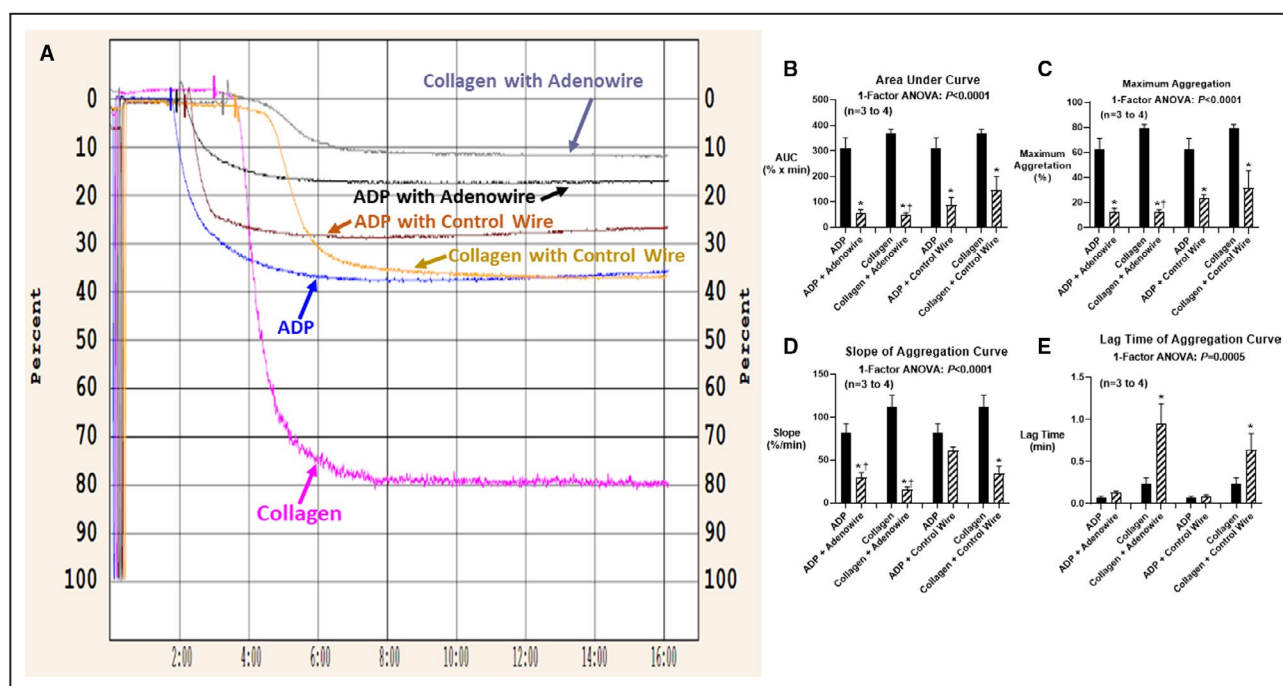 A
Percent
0
10
20
30
40
50
60
70
80
90
100
Collagen with Adenowire
ADP with Adenowire
ADP with Control Wire
Collagen with Control Wire
ADP
Collagen
0
10
20
30
40
50
60
70
80
90
100
Percent
2:00 4:00 6:00 8:00 10:00 12:00 14:00 16:00
B
Area Under Curve
1-Factor ANOVA: P<0.0001
(n=3 to 4)
AUC
(% x min)
500
400
300
200
100
0
* *† * *
ADP
ADP + Adenowire
Collagen
Collagen + Adenowire
ADP
ADP + Control Wire
Collagen
Collagen + Control Wire
C
Maximum Aggregation
1-Factor ANOVA: P<0.0001
(n=3 to 4)
Maximum
Aggretation
(%)
100
80
60
40
20
0
* *† * *
ADP
ADP + Adenowire
Collagen
Collagen + Adenowire
ADP
ADP + Control Wire
Collagen
Collagen + Control Wire
D
Slope of Aggregation Curve
1-Factor ANOVA: P<0.0001
(n=3 to 4)
Slope
(%/min)
150
100
50
0
*† *† *
ADP
ADP + Adenowire
Collagen
Collagen + Adenowire
ADP
ADP + Control Wire
Collagen
Collagen + Control Wire
E
Lag Time of Aggregation Curve
1-Factor ANOVA: P=0.0005
(n=3 to 4)
Lag Time
(min)
1.5
1.0
0.5
0.0
* *
ADP
ADP + Adenowire
Collagen
Collagen + Adenowire
ADP
ADP + Control Wire
Collagen
Collagen + Control Wire